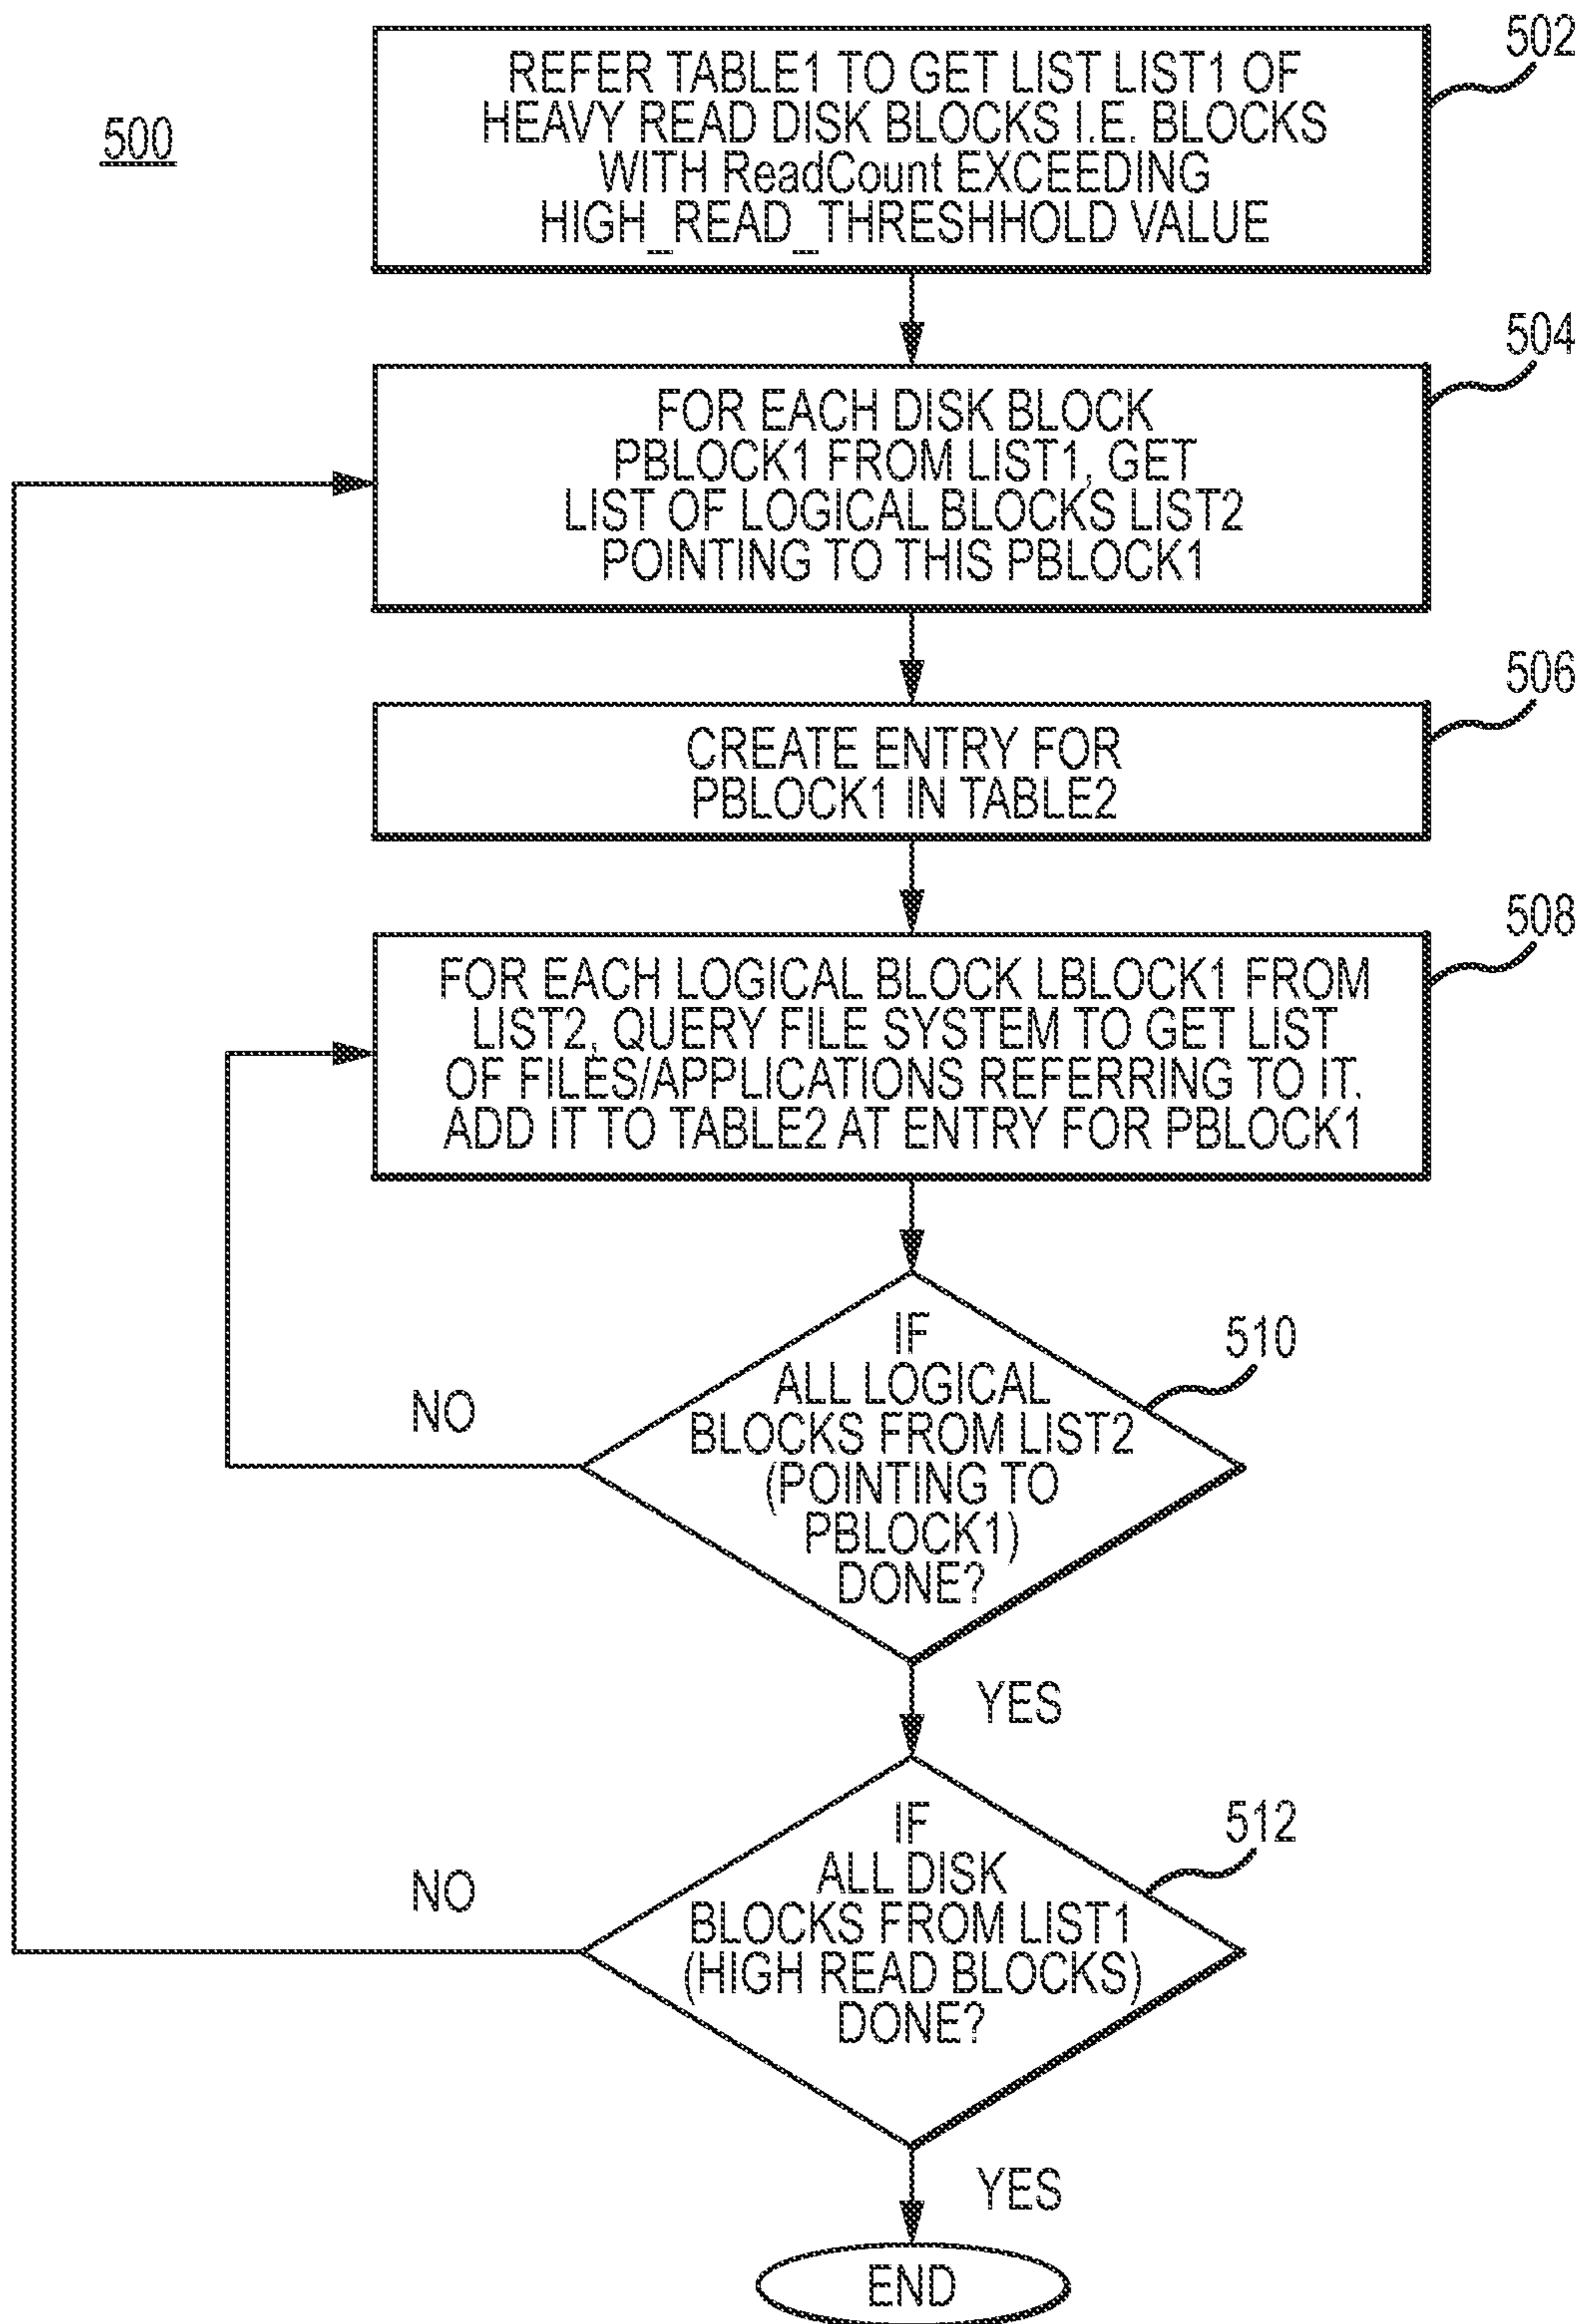 500
502
REFER TABLE1 TO GET LIST LIST1 OF
HEAVY READ DISK BLOCKS I.E. BLOCKS
WITH ReadCount EXCEEDING
HIGH_READ_THRESHHOLD VALUE
504
FOR EACH DISK BLOCK
PBLOCK1 FROM LIST1, GET
LIST OF LOGICAL BLOCKS LIST2
POINTING TO THIS PBLOCK1
506
CREATE ENTRY FOR
PBLOCK1 IN TABLE2
508
FOR EACH LOGICAL BLOCK LBLOCK1 FROM
LIST2, QUERY FILE SYSTEM TO GET LIST
OF FILES/APPLICATIONS REFERRING TO IT.
ADD IT TO TABLE2 AT ENTRY FOR PBLOCK1
510
IF
ALL LOGICAL
BLOCKS FROM LIST2
(POINTING TO
PBLOCK1)
DONE?
NO
YES
512
IF
ALL DISK
BLOCKS FROM LIST1
(HIGH READ BLOCKS)
DONE?
NO
YES
END